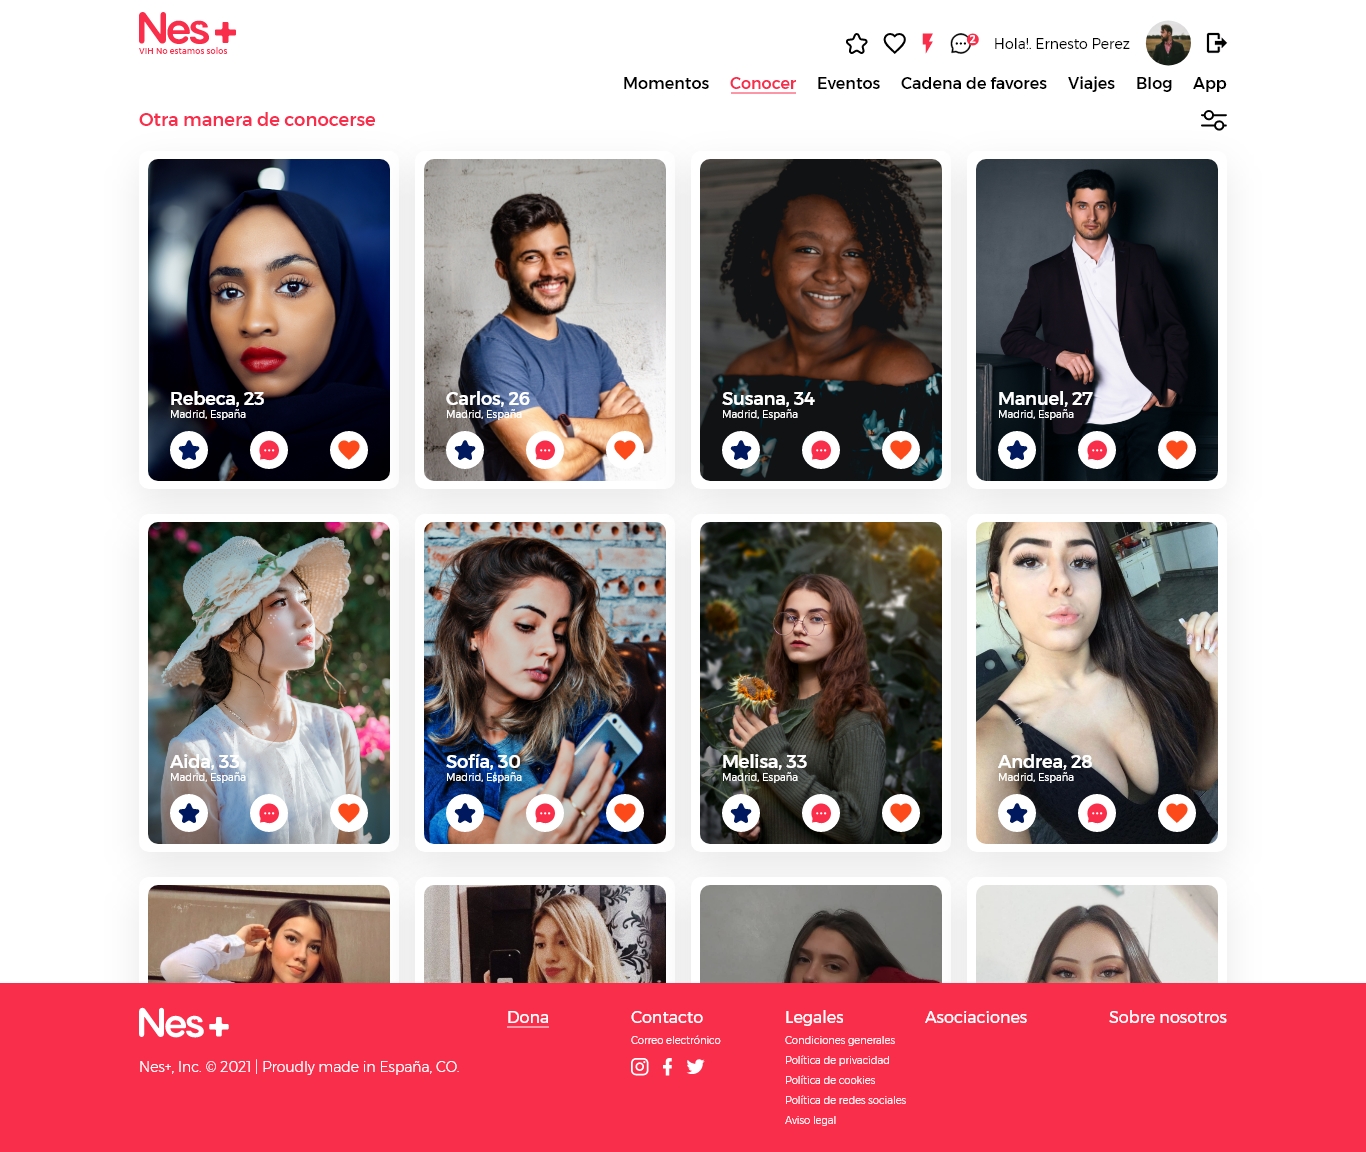 Nes+
VIH No estamos solos
2
Hola!. Ernesto Perez
Momentos Conocer Eventos Cadena de favores Viajes Blog App
Otra manera de conocerse
Rebeca, 23
Madrid, España
Carlos, 26
Madrid, España
Susana, 34
Madrid, España
Manuel, 27
Madrid, España
Aida, 33
Madrid, España
Sofía, 30
Madrid, España
Melisa, 33
Madrid, España
Andrea, 28
Madrid, España
Nes+
Nes+, Inc. © 2021 | Proudly made in España, CO.
Dona
Contacto
Correo electrónico
Legales
Condiciones generales
Política de privacidad
Política de cookies
Política de redes sociales
Aviso legal
Asociaciones
Sobre nosotros